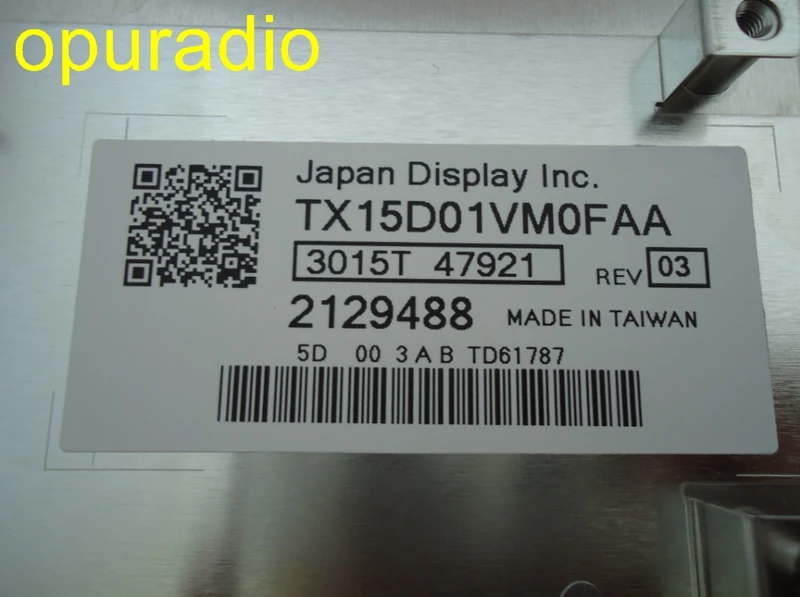 opuradio
Japan Display Inc.
TX15D01VM0FAA
3015T 47921 REV 03
2129488 MADE IN TAIWAN
5D 00 3 A B TD61787